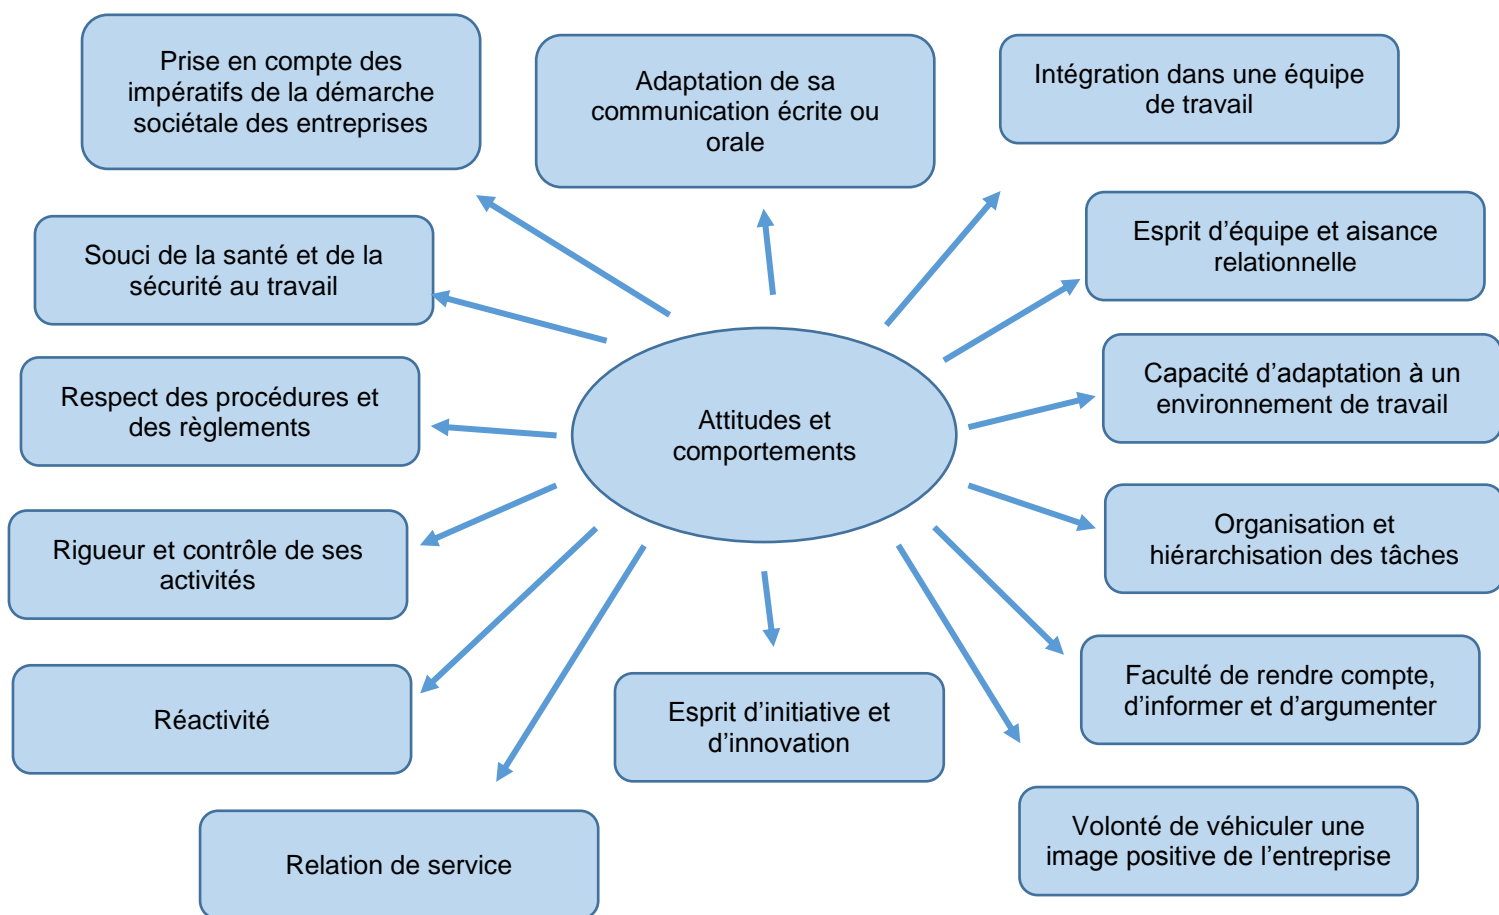 Prise en compte des
impératifs de la démarche
sociétale des entreprises
Adaptation de sa
communication écrite ou
orale
Intégration dans une équipe
de travail
Souci de la santé et de la
sécurité au travail
Esprit d’équipe et aisance
relationnelle
Respect des procédures et
des règlements
Attitudes et
comportements
Capacité d’adaptation à un
environnement de travail
Rigueur et contrôle de ses
activités
Organisation et
hiérarchisation des tâches
Réactivité
Esprit d’initiative et
d’innovation
Faculté de rendre compte,
d’informer et d’argumenter
Relation de service
Volonté de véhiculer une
image positive de l’entreprise